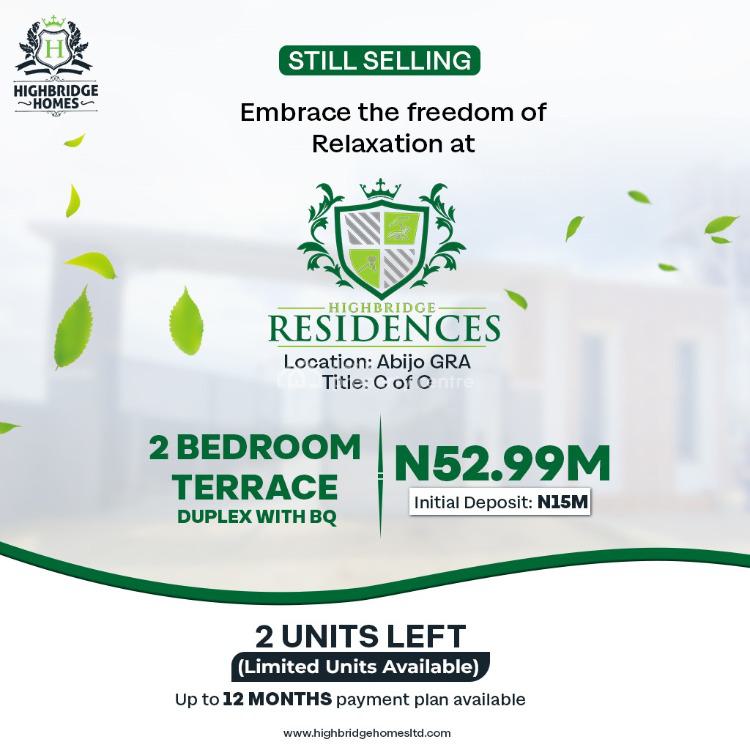 H
HIGHBRIDGE
HOMES
STILL SELLING
Embrace the freedom of
Relaxation at
HIGHBRIDGE
RESIDENCES
Location: Abijo GRA
Title: C of O
2 BEDROOM
TERRACE
DUPLEX WITH BQ
N52.99M
Initial Deposit: N15M
2 UNITS LEFT
(Limited Units Available)
Up to 12 MONTHS payment plan available
www.highbridgehomesltd.com